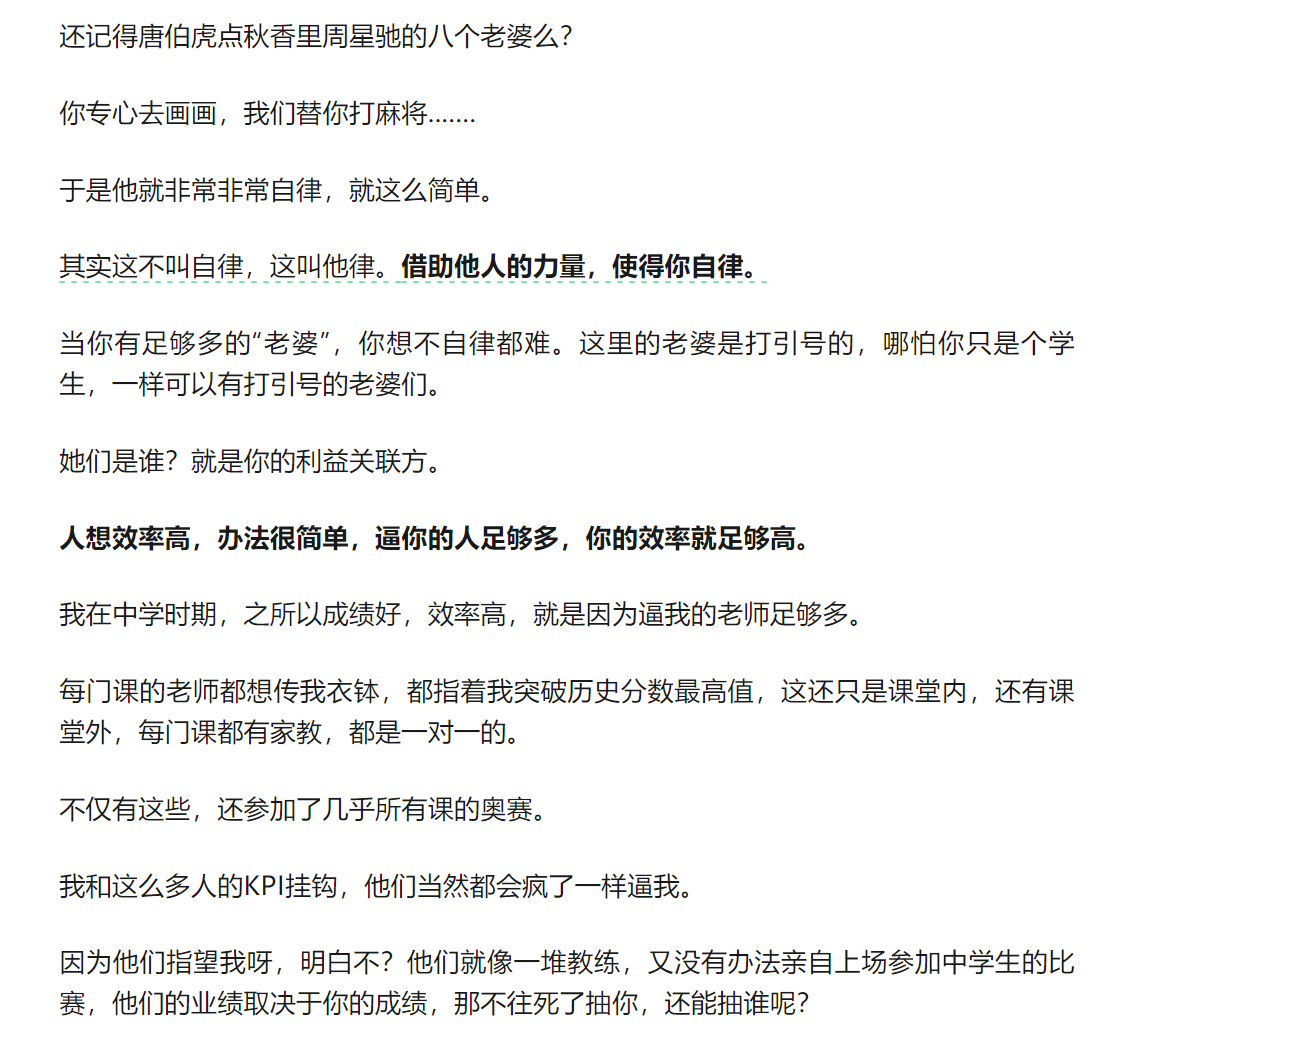 还记得唐伯虎点秋香里周星驰的八个老婆么？
你专心去画画，我们替你打麻将.......
于是他就非常非常自律，就这么简单。
其实这不叫自律，这叫他律。借助他人的力量，使得你自律。
当你有足够多的“老婆”，你想不自律都难。这里的老婆是打引号的，哪怕你只是个学
生，一样可以有打引号的老婆们。
她们是谁？就是你的利益关联方。
人想效率高，办法很简单，逼你的人足够多，你的效率就足够高。
我在中学时期，之所以成绩好，效率高，就是因为逼我的老师足够多。
每门课的老师都想传我衣钵，都指着我突破历史分数最高值，这还只是课堂内，还有课
堂外，每门课都有家教，都是一对一的。
不仅有这些，还参加了几乎所有课的奥赛。
我和这么多人的KPI挂钩，他们当然都会疯了一样逼我。
因为他们指望我呀，明白不？他们就像一堆教练，又没有办法亲自上场参加中学生的比
赛，他们的业绩取决于你的成绩，那不往死了抽你，还能抽谁呢？